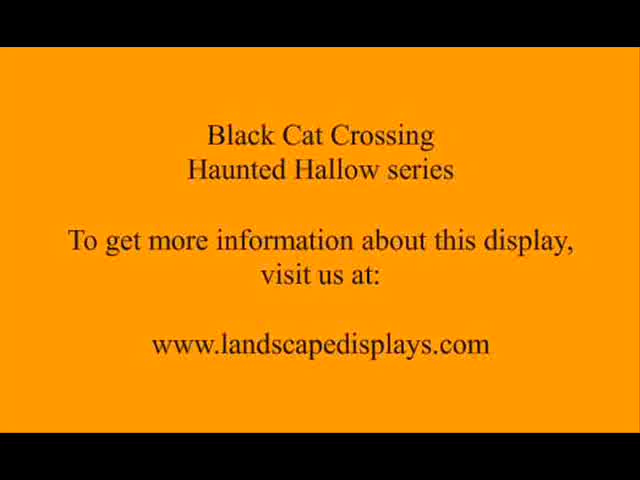 Black Cat Crossing
Haunted Hallow series
To get more information about this display,
visit us at:
www.landscapedisplays.com